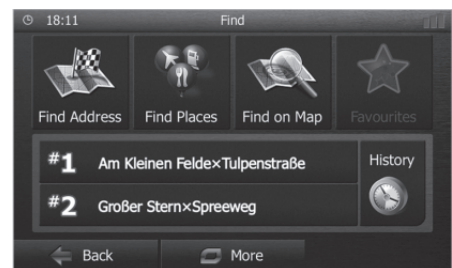 18:11 Find
Find Address Find Places Find on Map Favourites
#1 Am Kleinen Felde×Tulpenstraße History
#2 Großer Stern×Spreeweg
Back More